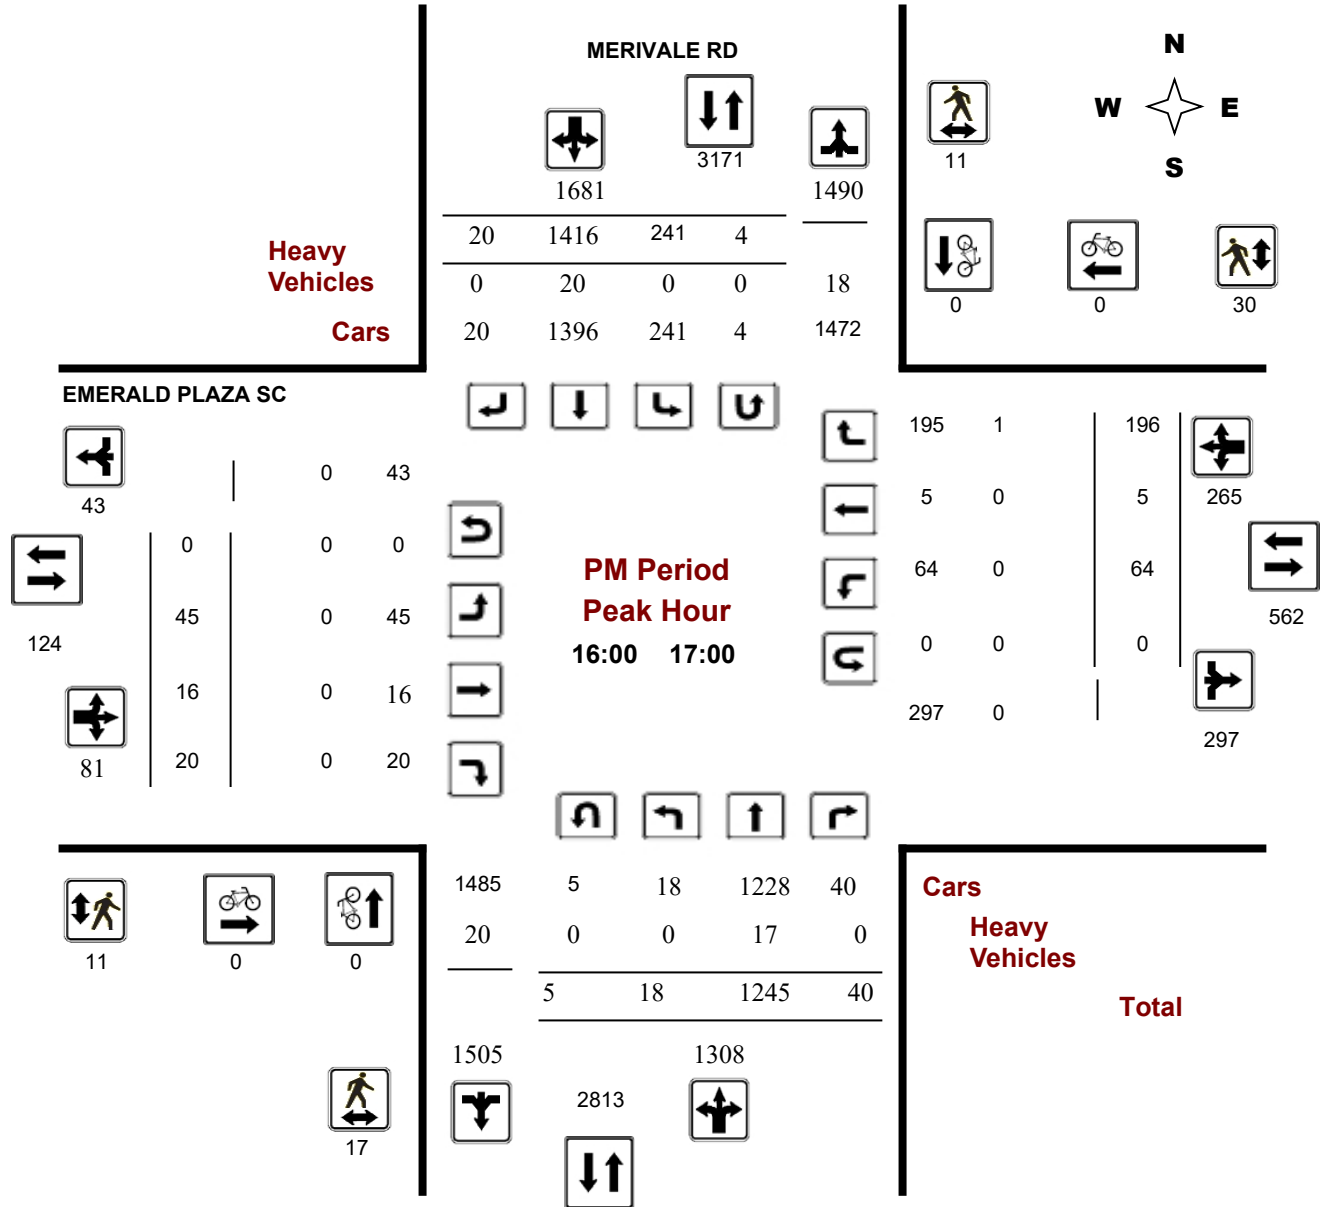 MERIVALE RD
N
W E
S
3171
11
1681
1490
20 1416 241 4
Heavy
Vehicles
0 20 0 0 18
0 0 30
Cars
20 1396 241 4 1472
EMERALD PLAZA SC
195 1 196
0 43
43
5 0 5 265
0 0 0
PM Period
64 0 64
Peak Hour
45 0 45
562
124
16:00 17:00
0 0 0
16 0 16
297 0
297
81
20 0 20
1485 5 18 1228 40
Cars
20 0 0 17 0
Heavy
Vehicles
11 0 0
5 18 1245 40
Total
1505 1308
2813
17